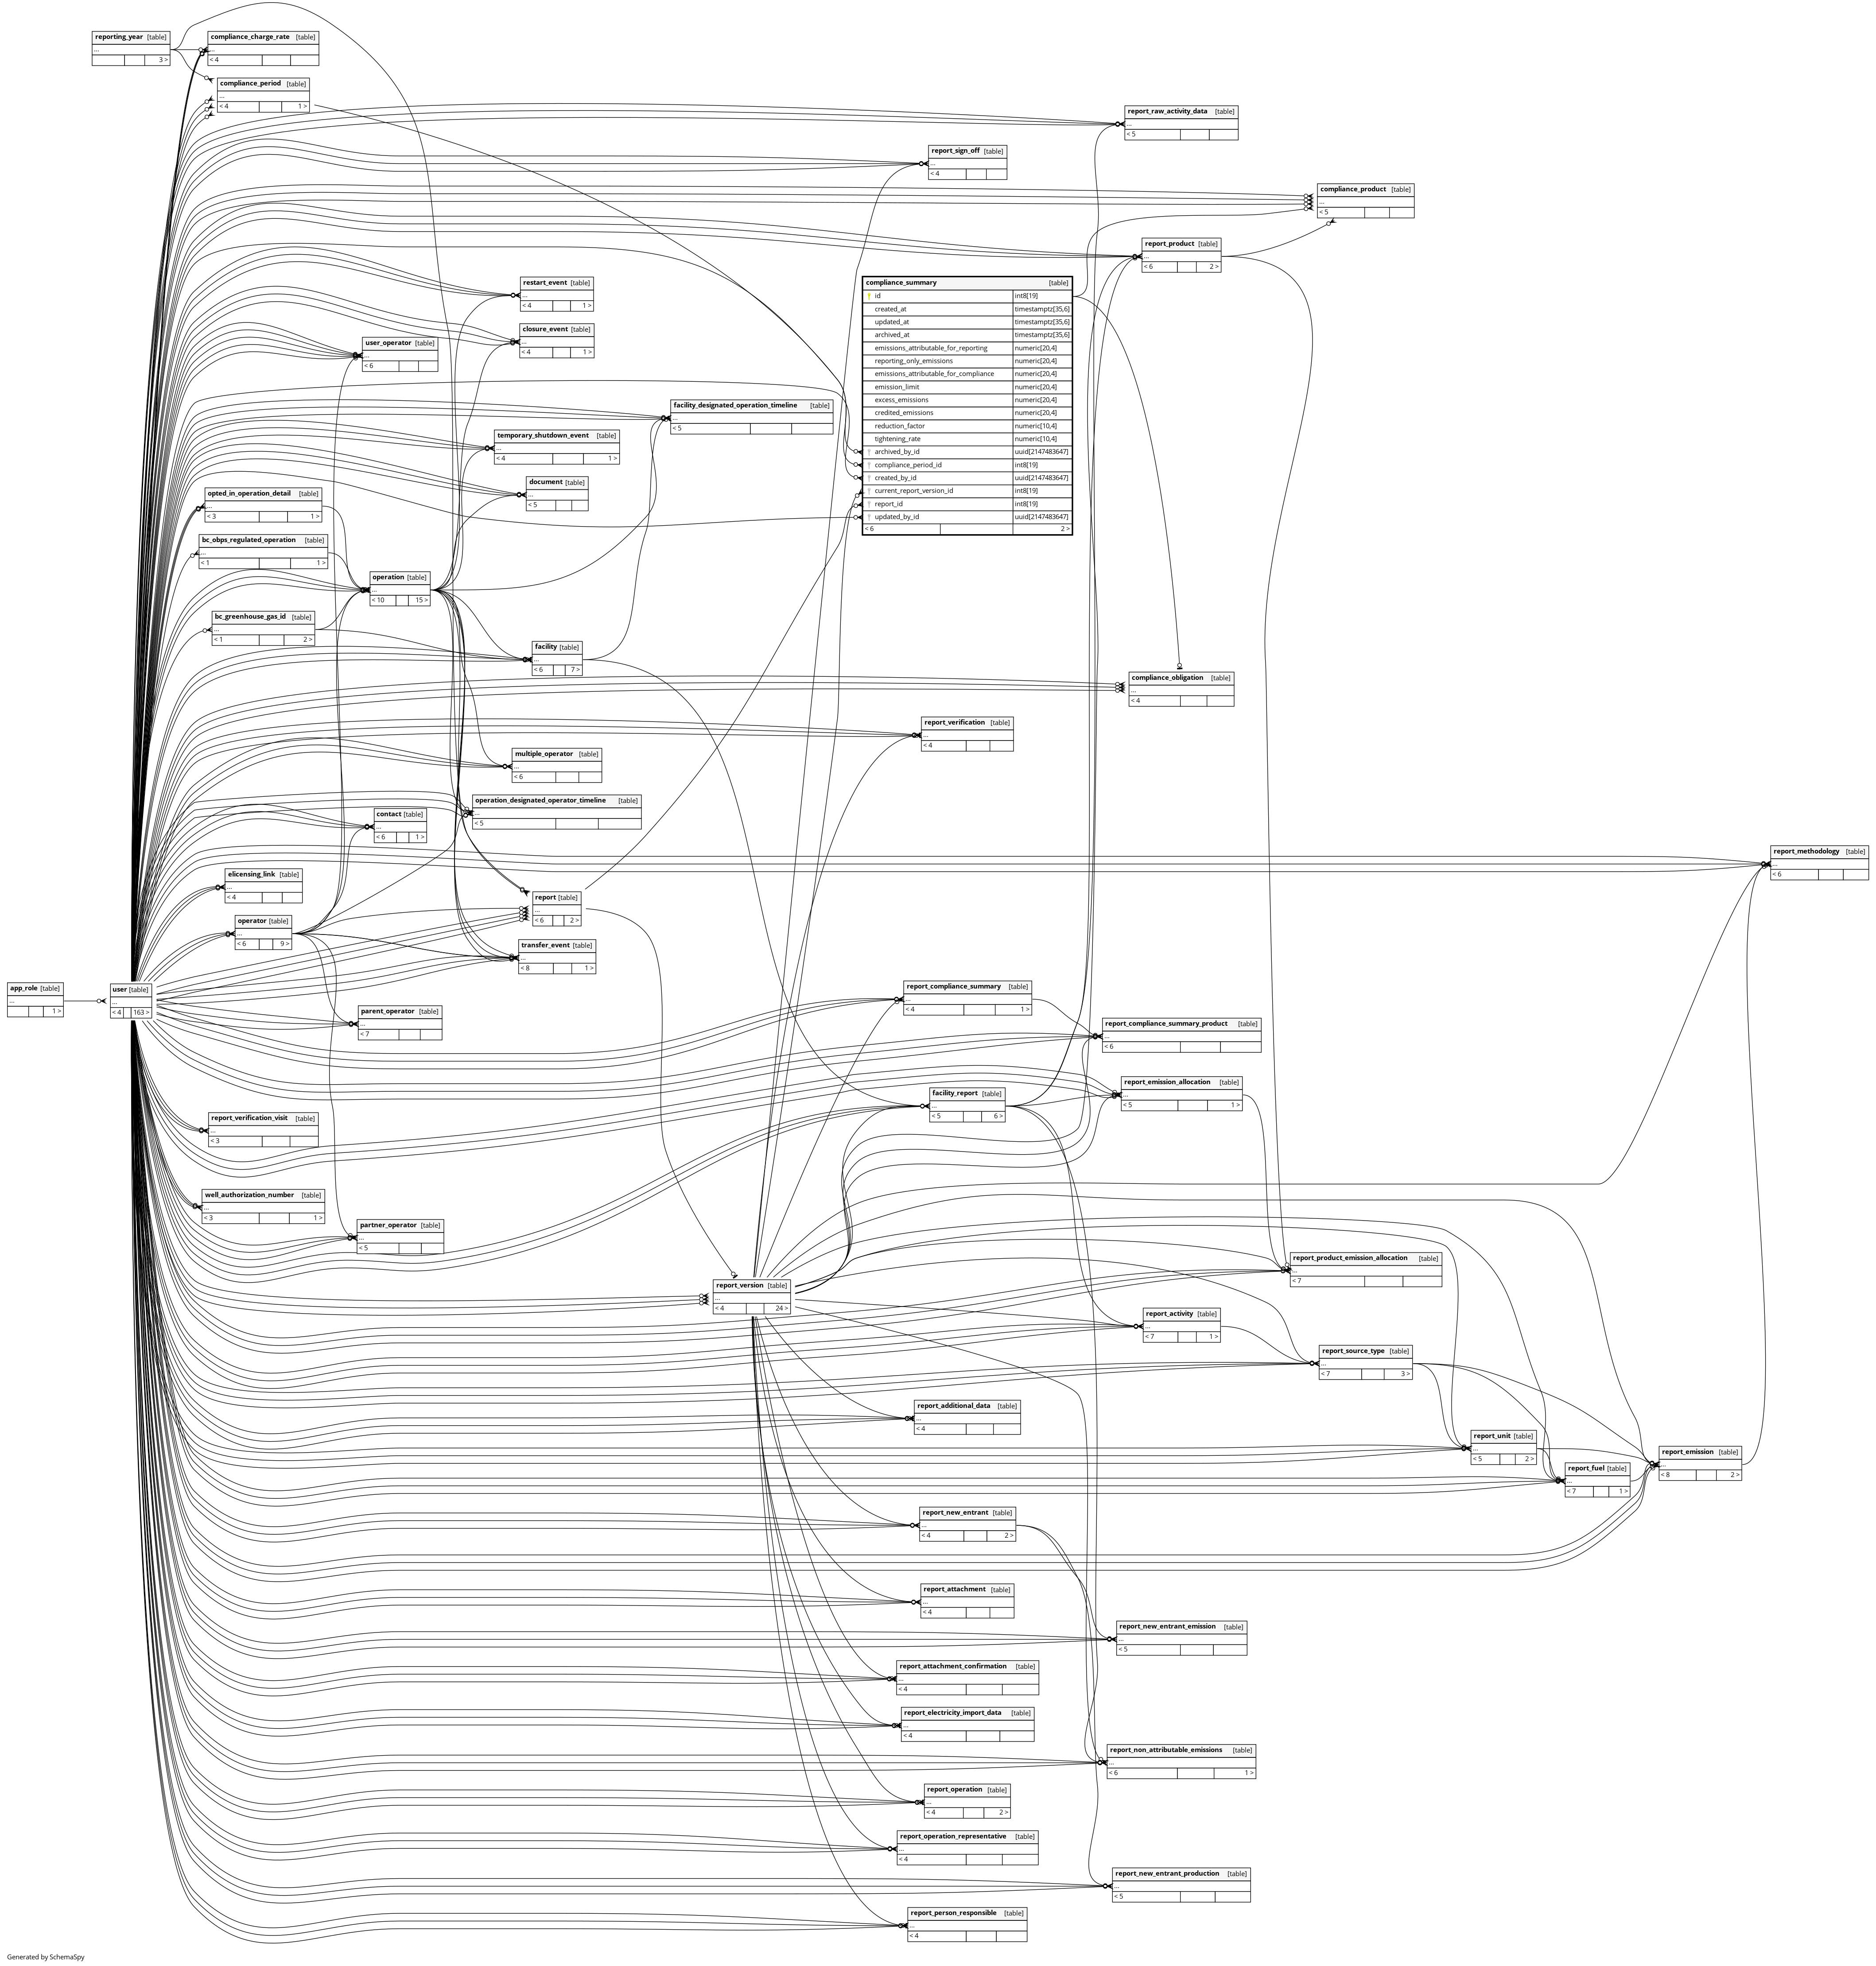 reporting_year [table]
...
3 >
compliance_charge_rate [table]
...
< 4
compliance_period [table]
...
< 4 1 >
report_raw_activity_data [table]
...
< 5
report_sign_off [table]
...
< 4
compliance_product [table]
...
< 5
report_product [table]
...
< 6 2 >
restart_event [table]
...
< 4 1 >
closure_event [table]
...
< 4 1 >
user_operator [table]
...
< 6
compliance_summary [table]
id int8[19]
created_at timestamptz[35,6]
updated_at timestamptz[35,6]
archived_at timestamptz[35,6]
emissions_attributable_for_reporting numeric[20,4]
reporting_only_emissions numeric[20,4]
emissions_attributable_for_compliance numeric[20,4]
emission_limit numeric[20,4]
excess_emissions numeric[20,4]
credited_emissions numeric[20,4]
reduction_factor numeric[10,4]
tightening_rate numeric[10,4]
archived_by_id uuid[2147483647]
compliance_period_id int8[19]
created_by_id uuid[2147483647]
current_report_version_id int8[19]
report_id int8[19]
updated_by_id uuid[2147483647]
< 6 2 >
facility_designated_operation_timeline [table]
...
< 5
temporary_shutdown_event [table]
...
< 4 1 >
document [table]
...
< 5
opted_in_operation_detail [table]
...
< 3 1 >
bc_obps_regulated_operation [table]
...
< 1 1 >
operation [table]
...
< 10 15 >
bc_greenhouse_gas_id [table]
...
< 1 2 >
facility [table]
...
< 6 7 >
compliance_obligation [table]
...
< 4
report_verification [table]
...
< 4
multiple_operator [table]
...
< 6
operation_designated_operator_timeline [table]
...
< 5
contact [table]
...
< 6 1 >
report_methodology [table]
...
< 6
elicensing_link [table]
...
< 4
report [table]
...
< 6 2 >
operator [table]
...
< 6 9 >
transfer_event [table]
...
< 8 1 >
app_role [table]
...
1 >
user [table]
...
< 4 163 >
report_compliance_summary [table]
...
< 4 1 >
parent_operator [table]
...
< 7
report_compliance_summary_product [table]
...
< 6
report_emission_allocation [table]
...
< 5 1 >
facility_report [table]
...
< 5 6 >
report_verification_visit [table]
...
< 3
well_authorization_number [table]
...
< 3 1 >
partner_operator [table]
...
< 5
report_product_emission_allocation [table]
...
< 7
report_version [table]
...
< 4 24 >
report_activity [table]
...
< 7 1 >
report_source_type [table]
...
< 7 3 >
report_additional_data [table]
...
< 4
report_unit [table]
...
< 5 2 >
report_emission [table]
...
< 8 2 >
report_fuel [table]
...
< 7 1 >
report_new_entrant [table]
...
< 4 2 >
report_attachment [table]
...
< 4
report_new_entrant_emission [table]
...
< 5
report_attachment_confirmation [table]
...
< 4
report_electricity_import_data [table]
...
< 4
report_non_attributable_emissions [table]
...
< 6 1 >
report_operation [table]
...
< 4 2 >
report_operation_representative [table]
...
< 4
report_new_entrant_production [table]
...
< 5
report_person_responsible [table]
...
< 4
Generated by SchemaSpy